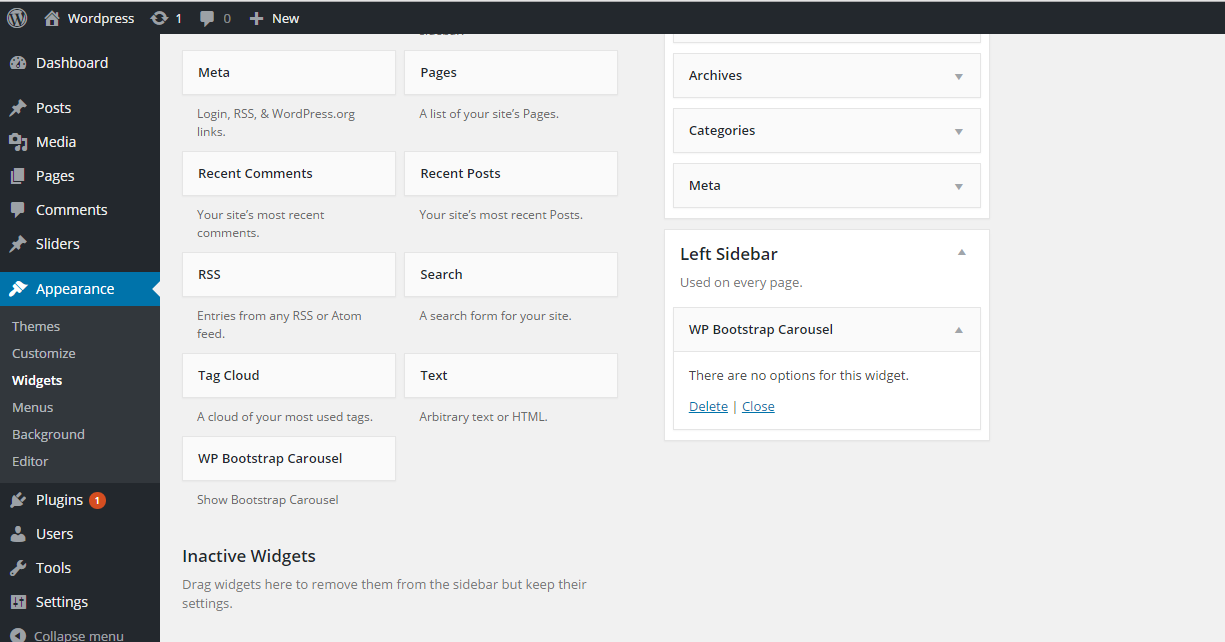 Wordpress
1
0
New
Dashboard
Posts
Media
Pages
Comments
Sliders
Appearance
Themes
Customize
Widgets
Menus
Background
Editor
Plugins 1
Users
Tools
Settings
Collapse menu
Meta
Login, RSS, & WordPress.org
links.
Pages
A list of your site’s Pages.
Recent Comments
Your site’s most recent
comments.
Recent Posts
Your site’s most recent Posts.
RSS
Entries from any RSS or Atom
feed.
Search
A search form for your site.
Tag Cloud
A cloud of your most used tags.
Text
Arbitrary text or HTML.
WP Bootstrap Carousel
Show Bootstrap Carousel
Inactive Widgets
Drag widgets here to remove them from the sidebar but keep their
settings.
Archives
Categories
Meta
Left Sidebar
Used on every page.
WP Bootstrap Carousel
There are no options for this widget.
Delete | Close